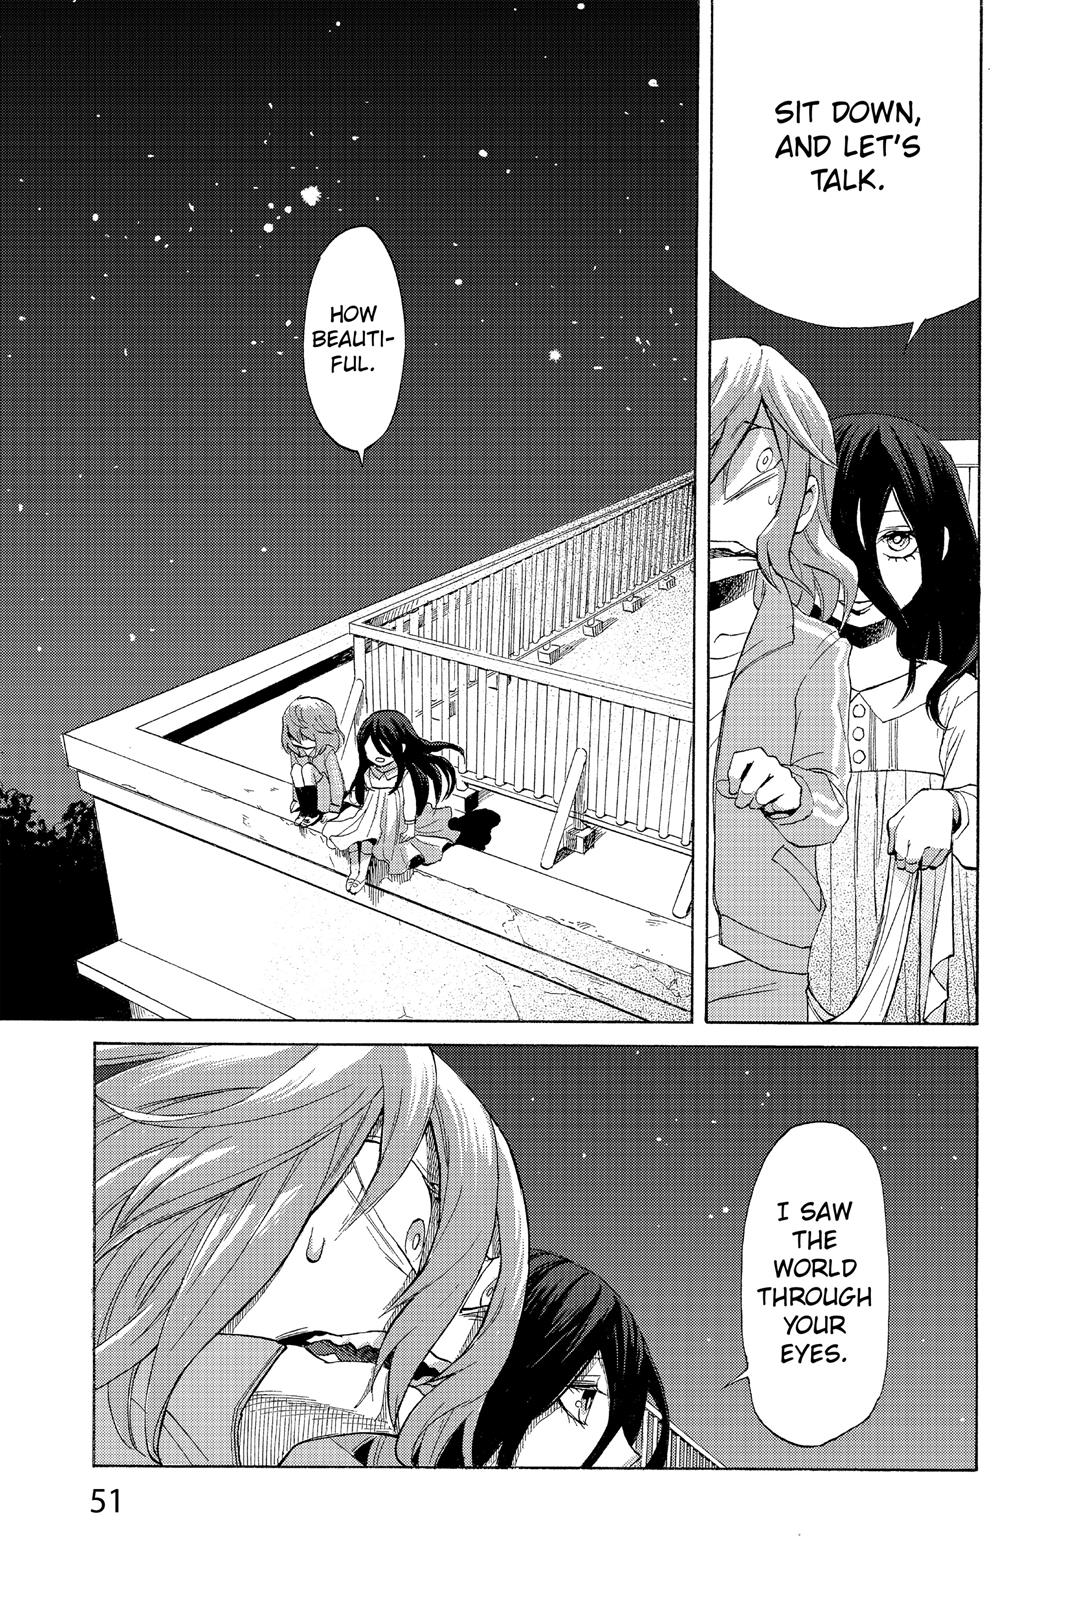 SIT DOWN,
AND LET'S
TALK.
HOW
BEAUTI-
FUL.
I SAW
THE
WORLD
THROUGH
YOUR
EYES.
51